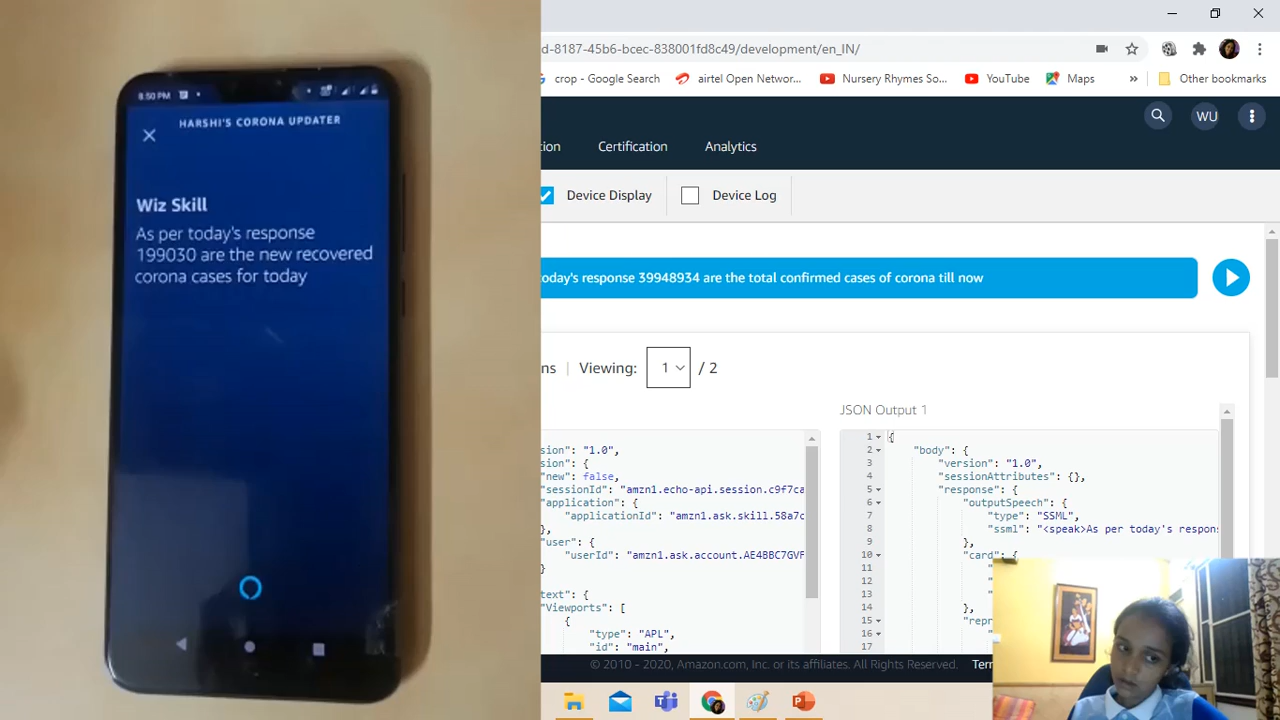 8:50 PM
HARSHI'S CORONA UPDATER
Wiz Skill
As per today's response
199030 are the new recovered
corona cases for today
d-8187-45b6-bcec-838001fd8c49/development/en_IN/
crop - Google Search
airtel Open Networ...
Nursery Rhymes So...
YouTube
Maps
»
Other bookmarks
WU
tion
Certification
Analytics
Device Display
Device Log
today's response 39948934 are the total confirmed cases of corona till now
ns | Viewing: 1 / 2
JSON Output 1
sion": "1.0",
sion": {
"new": false,
"sessionId": "amzn1.echo-api.session.c9f7ca
"application": {
"applicationId": "amzn1.ask.skill.58a7c
},
"user": {
"userId": "amzn1.ask.account.AE4BBC7GVF
}
text": {
"Viewports": [
{
"type": "APL",
"id": "main",
1 {
2 "body": {
3 "version": "1.0",
4 "sessionAttributes": {},
5 "response": {
6 "outputSpeech": {
7 "type": "SSML",
8 "ssml": "<speak>As per today's respons
9 },
10 "card": {
11
12
13
14 },
15 "repr
16
17
© 2010 - 2020, Amazon.com, Inc. or its affiliates. All Rights Reserved.
Term